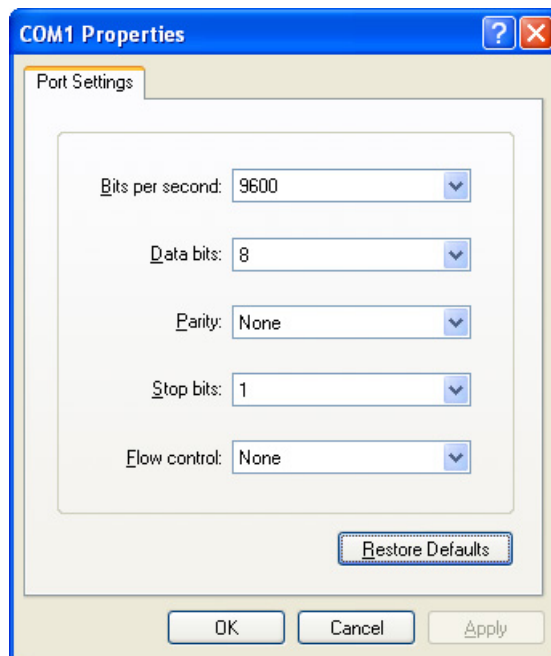 COM1 Properties
Port Settings
Bits per second: 9600
Data bits: 8
Parity: None
Stop bits: 1
Flow control: None
Restore Defaults
OK Cancel Apply